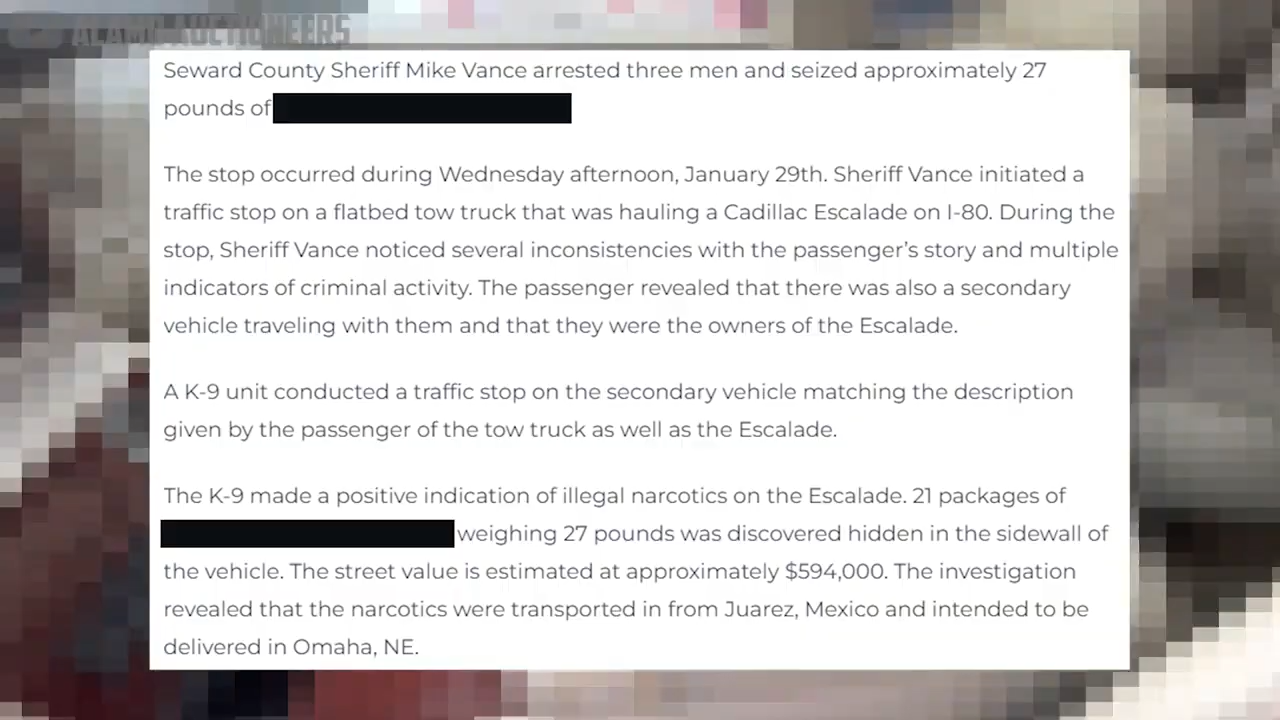 ALAMO AUCTIONEERS
Seward County Sheriff Mike Vance arrested three men and seized approximately 27
pounds of
The stop occurred during Wednesday afternoon, January 29th. Sheriff Vance initiated a
traffic stop on a flatbed tow truck that was hauling a Cadillac Escalade on I-80. During the
stop, Sheriff Vance noticed several inconsistencies with the passenger’s story and multiple
indicators of criminal activity. The passenger revealed that there was also a secondary
vehicle traveling with them and that they were the owners of the Escalade.
A K-9 unit conducted a traffic stop on the secondary vehicle matching the description
given by the passenger of the tow truck as well as the Escalade.
The K-9 made a positive indication of illegal narcotics on the Escalade. 21 packages of
weighing 27 pounds was discovered hidden in the sidewall of
the vehicle. The street value is estimated at approximately $594,000. The investigation
revealed that the narcotics were transported in from Juarez, Mexico and intended to be
delivered in Omaha, NE.